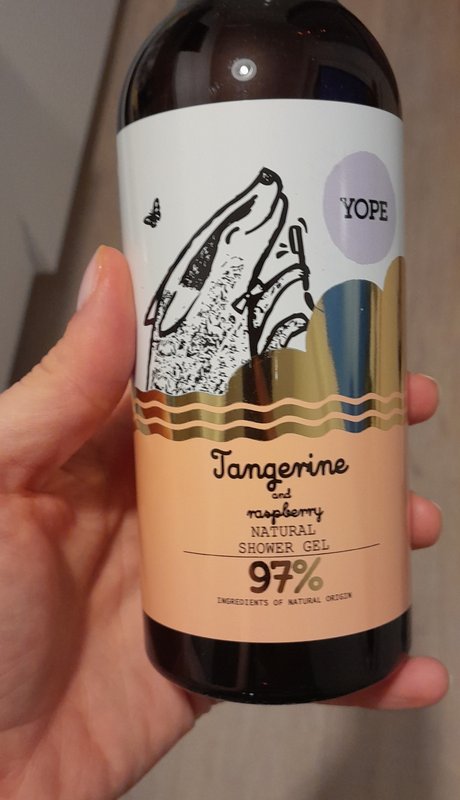 YOPE
Tangerine
and
raspberry
NATURAL
SHOWER GEL
97%
INGREDIENTS OF NATURAL ORIGIN